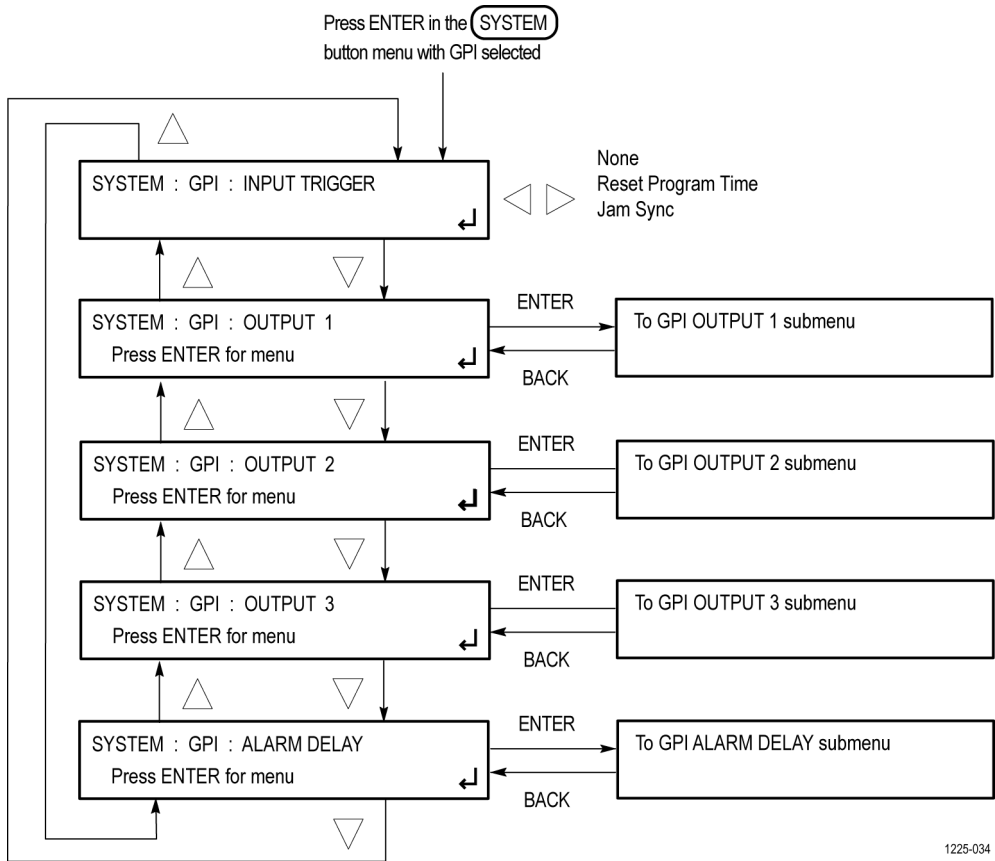 Press ENTER in the SYSTEM
button menu with GPI selected
SYSTEM : GPI : INPUT TRIGGER
None
Reset Program Time
Jam Sync
SYSTEM : GPI : OUTPUT 1
Press ENTER for menu
ENTER
BACK
To GPI OUTPUT 1 submenu
SYSTEM : GPI : OUTPUT 2
Press ENTER for menu
ENTER
BACK
To GPI OUTPUT 2 submenu
SYSTEM : GPI : OUTPUT 3
Press ENTER for menu
ENTER
BACK
To GPI OUTPUT 3 submenu
SYSTEM : GPI : ALARM DELAY
Press ENTER for menu
ENTER
BACK
To GPI ALARM DELAY submenu
1225-034